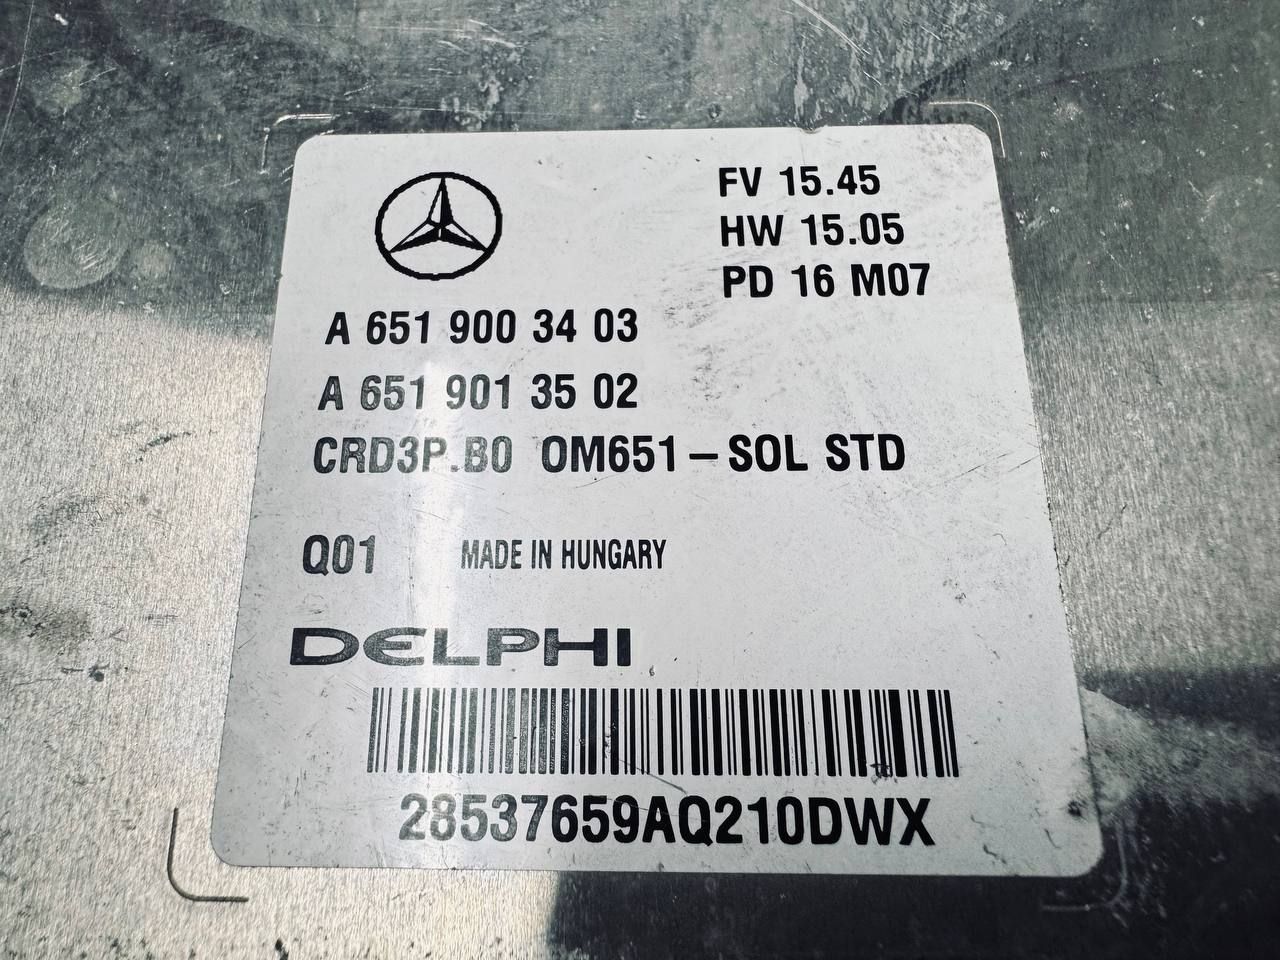 FV 15.45
HW 15.05
PD 16 M07
A 651 900 34 03
A 651 901 35 02
CRD3P.B0 OM651-SOL STD
Q01 MADE IN HUNGARY
DELPHI
28537659AQ210DWX